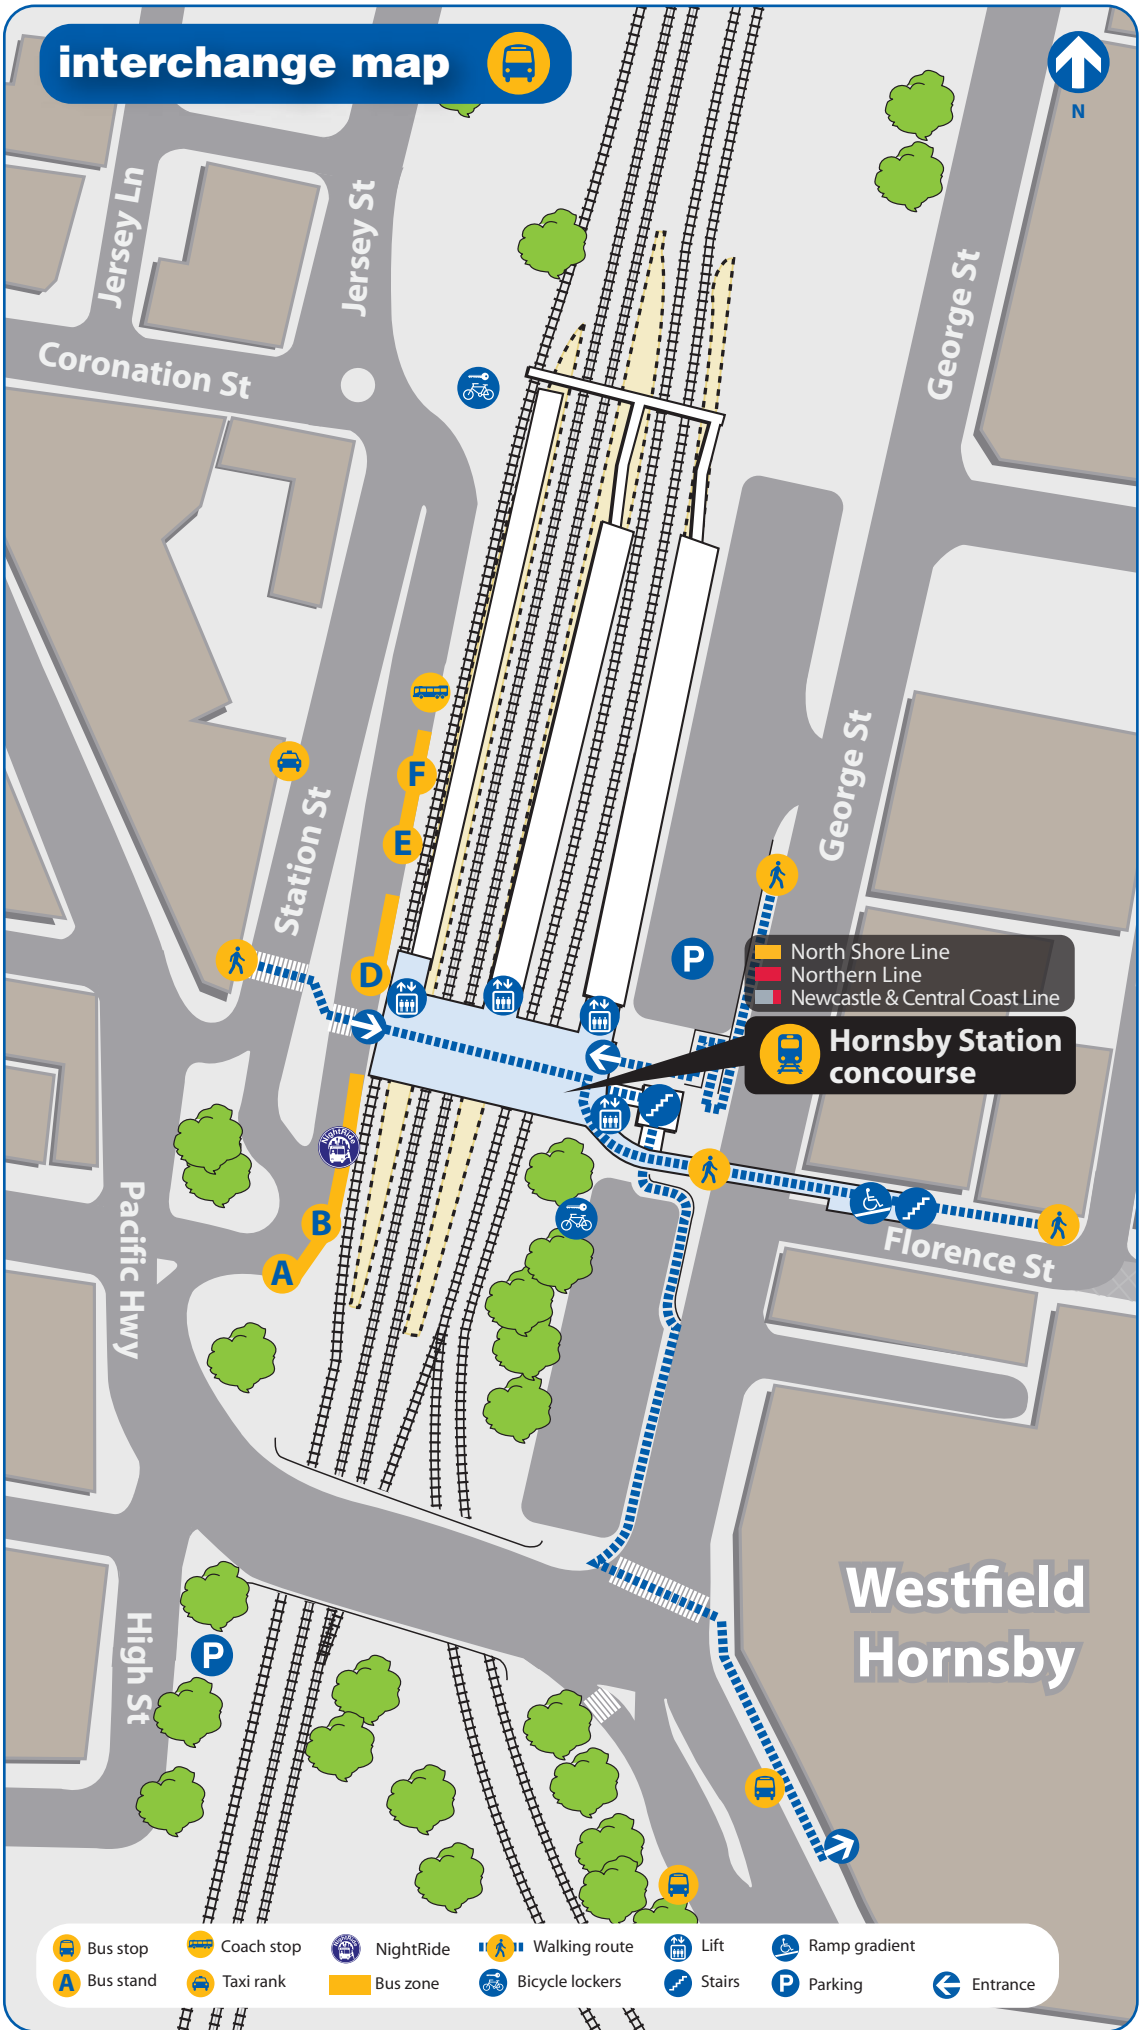 interchange map
N
Jersey Ln
Jersey St
George St
Coronation St
F
E
George St
Station St
D
P
North Shore Line
Northern Line
Newcastle & Central Coast Line
Hornsby Station
concourse
NightRide
B
A
Pacific Hwy
Florence St
Westfield
Hornsby
High St
P
Bus stop
Coach stop
NightRide
NightRide
Walking route
Lift
Ramp gradient
A
Bus stand
Taxi rank
Bus zone
Bicycle lockers
Stairs
P
Parking
Entrance